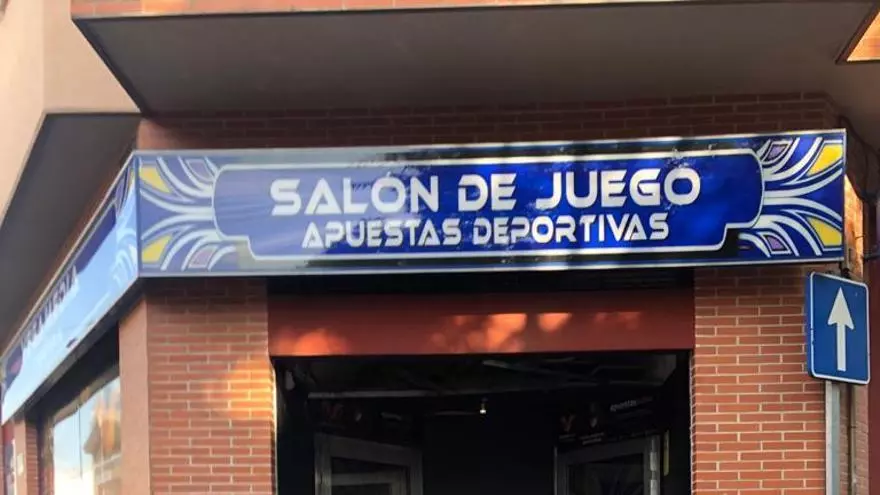 SALÓN DE JUEGO
APUESTAS DEPORTIVAS